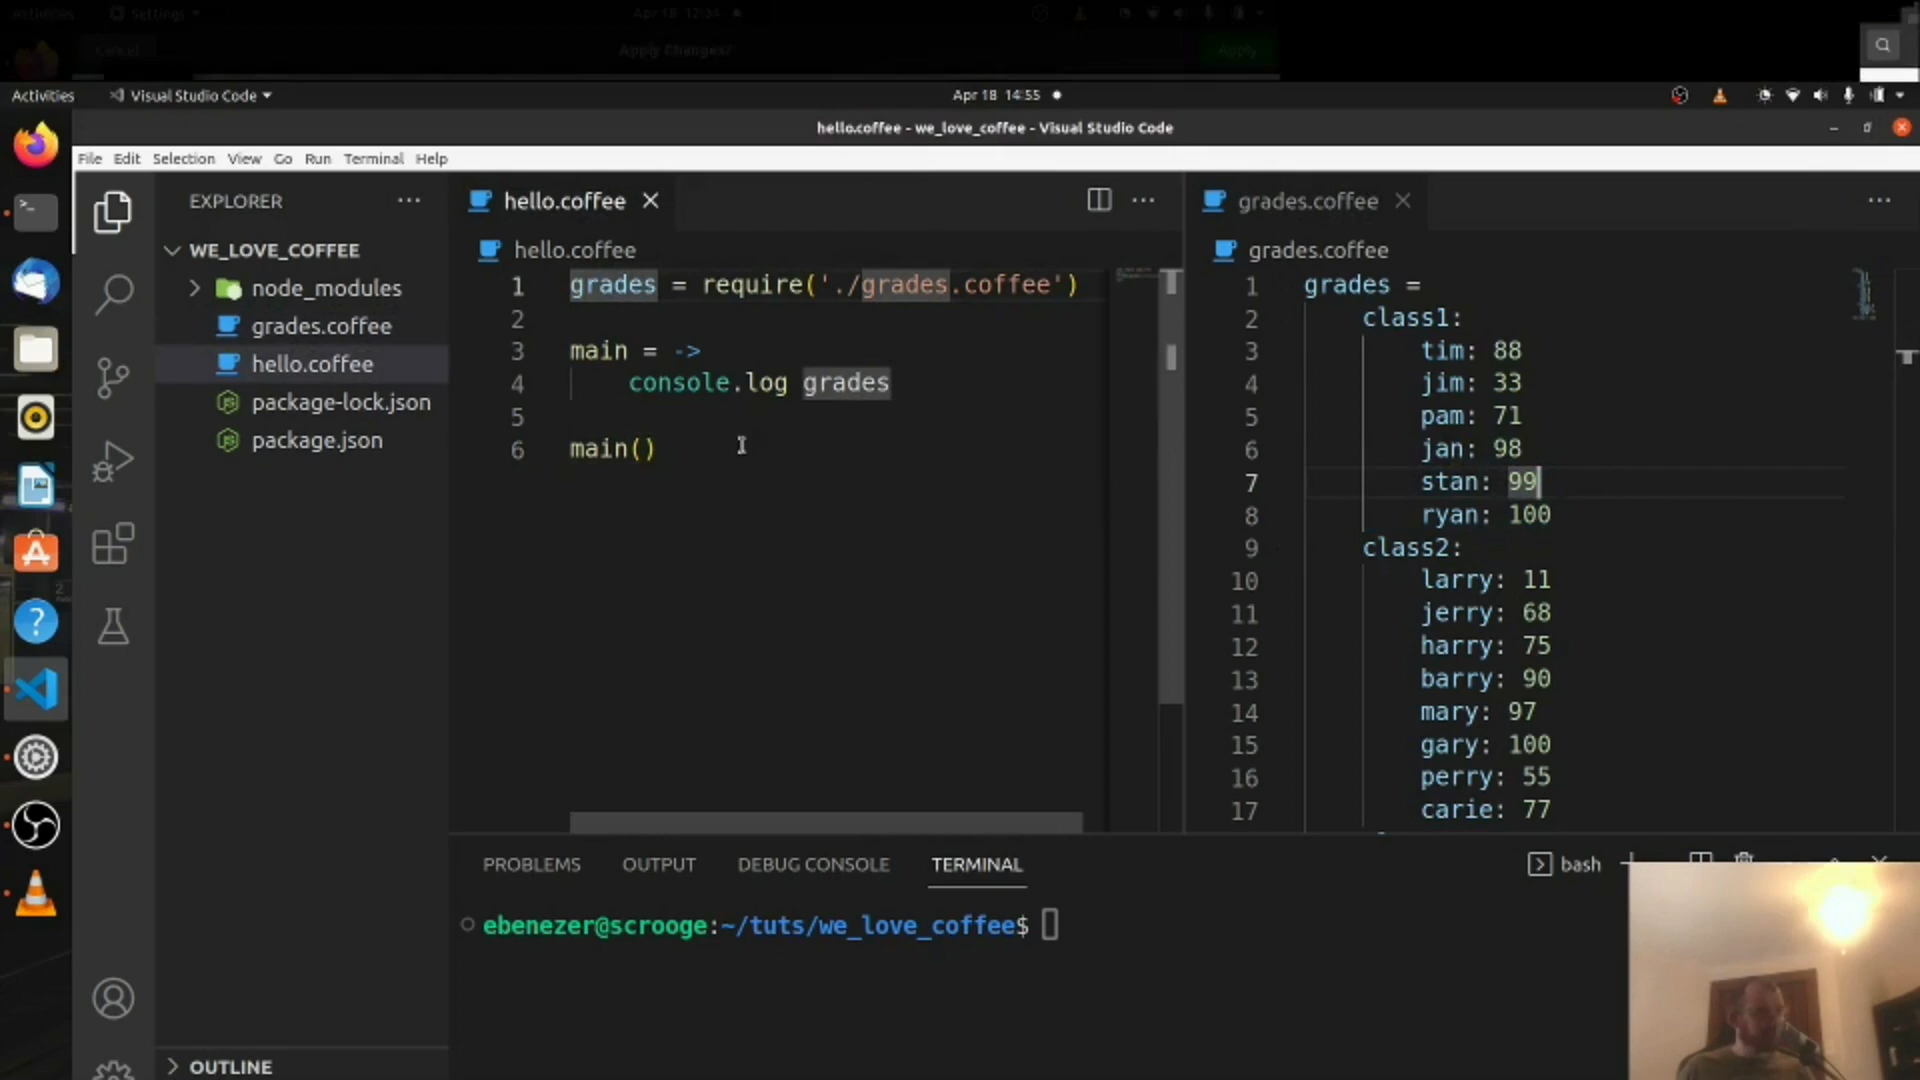 Activities
Settings
Apr 18 12:34
Cancel
Apply Changes?
Apply
Activities
Visual Studio Code
Apr 18 14:55
hello.coffee - we_love_coffee - Visual Studio Code
File Edit Selection View Go Run Terminal Help
EXPLORER
WE_LOVE_COFFEE
node_modules
grades.coffee
hello.coffee
package-lock.json
package.json
OUTLINE
hello.coffee
hello.coffee
1 grades = require('./grades.coffee')
2
3 main = ->
4 console.log grades
5
6 main()
grades.coffee
grades.coffee
1 grades =
2 class1:
3 tim: 88
4 jim: 33
5 pam: 71
6 jan: 98
7 stan: 99
8 ryan: 100
9 class2:
10 larry: 11
11 jerry: 68
12 harry: 75
13 barry: 90
14 mary: 97
15 gary: 100
16 perry: 55
17 carie: 77
PROBLEMS OUTPUT DEBUG CONSOLE TERMINAL
bash
ebenezer@scrooge:~/tuts/we_love_coffee$